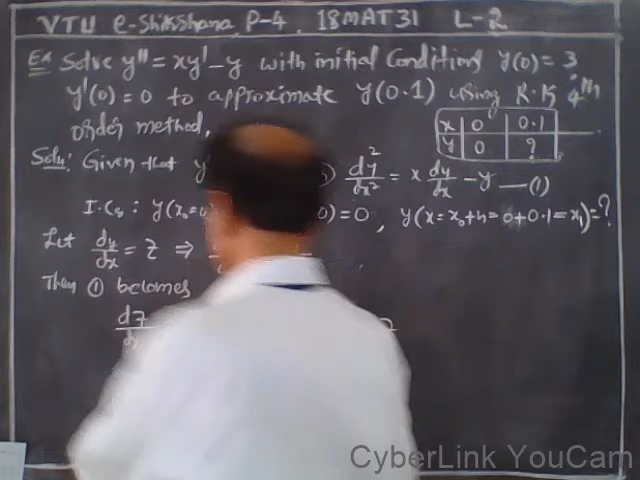 VTU e-Shikshana, P-4, 18MAT31 L-2
Ex Solve y'' = xy' - y with initial Conditions y(0) = 3,
y'(0) = 0 to approximate y(0.1) using R.K 4th
order method.
x 0 0.1
y 0 ?
Soln: Given that y d²y/dx² = x dy/dx - y — (1)
I.Cs: y(x₀=0) 0) = 0, y(x = x₀+h = 0+0.1 = x₁) = ?
Let dy/dx = z ⇒
Then ① becomes
dz
CyberLink YouCam